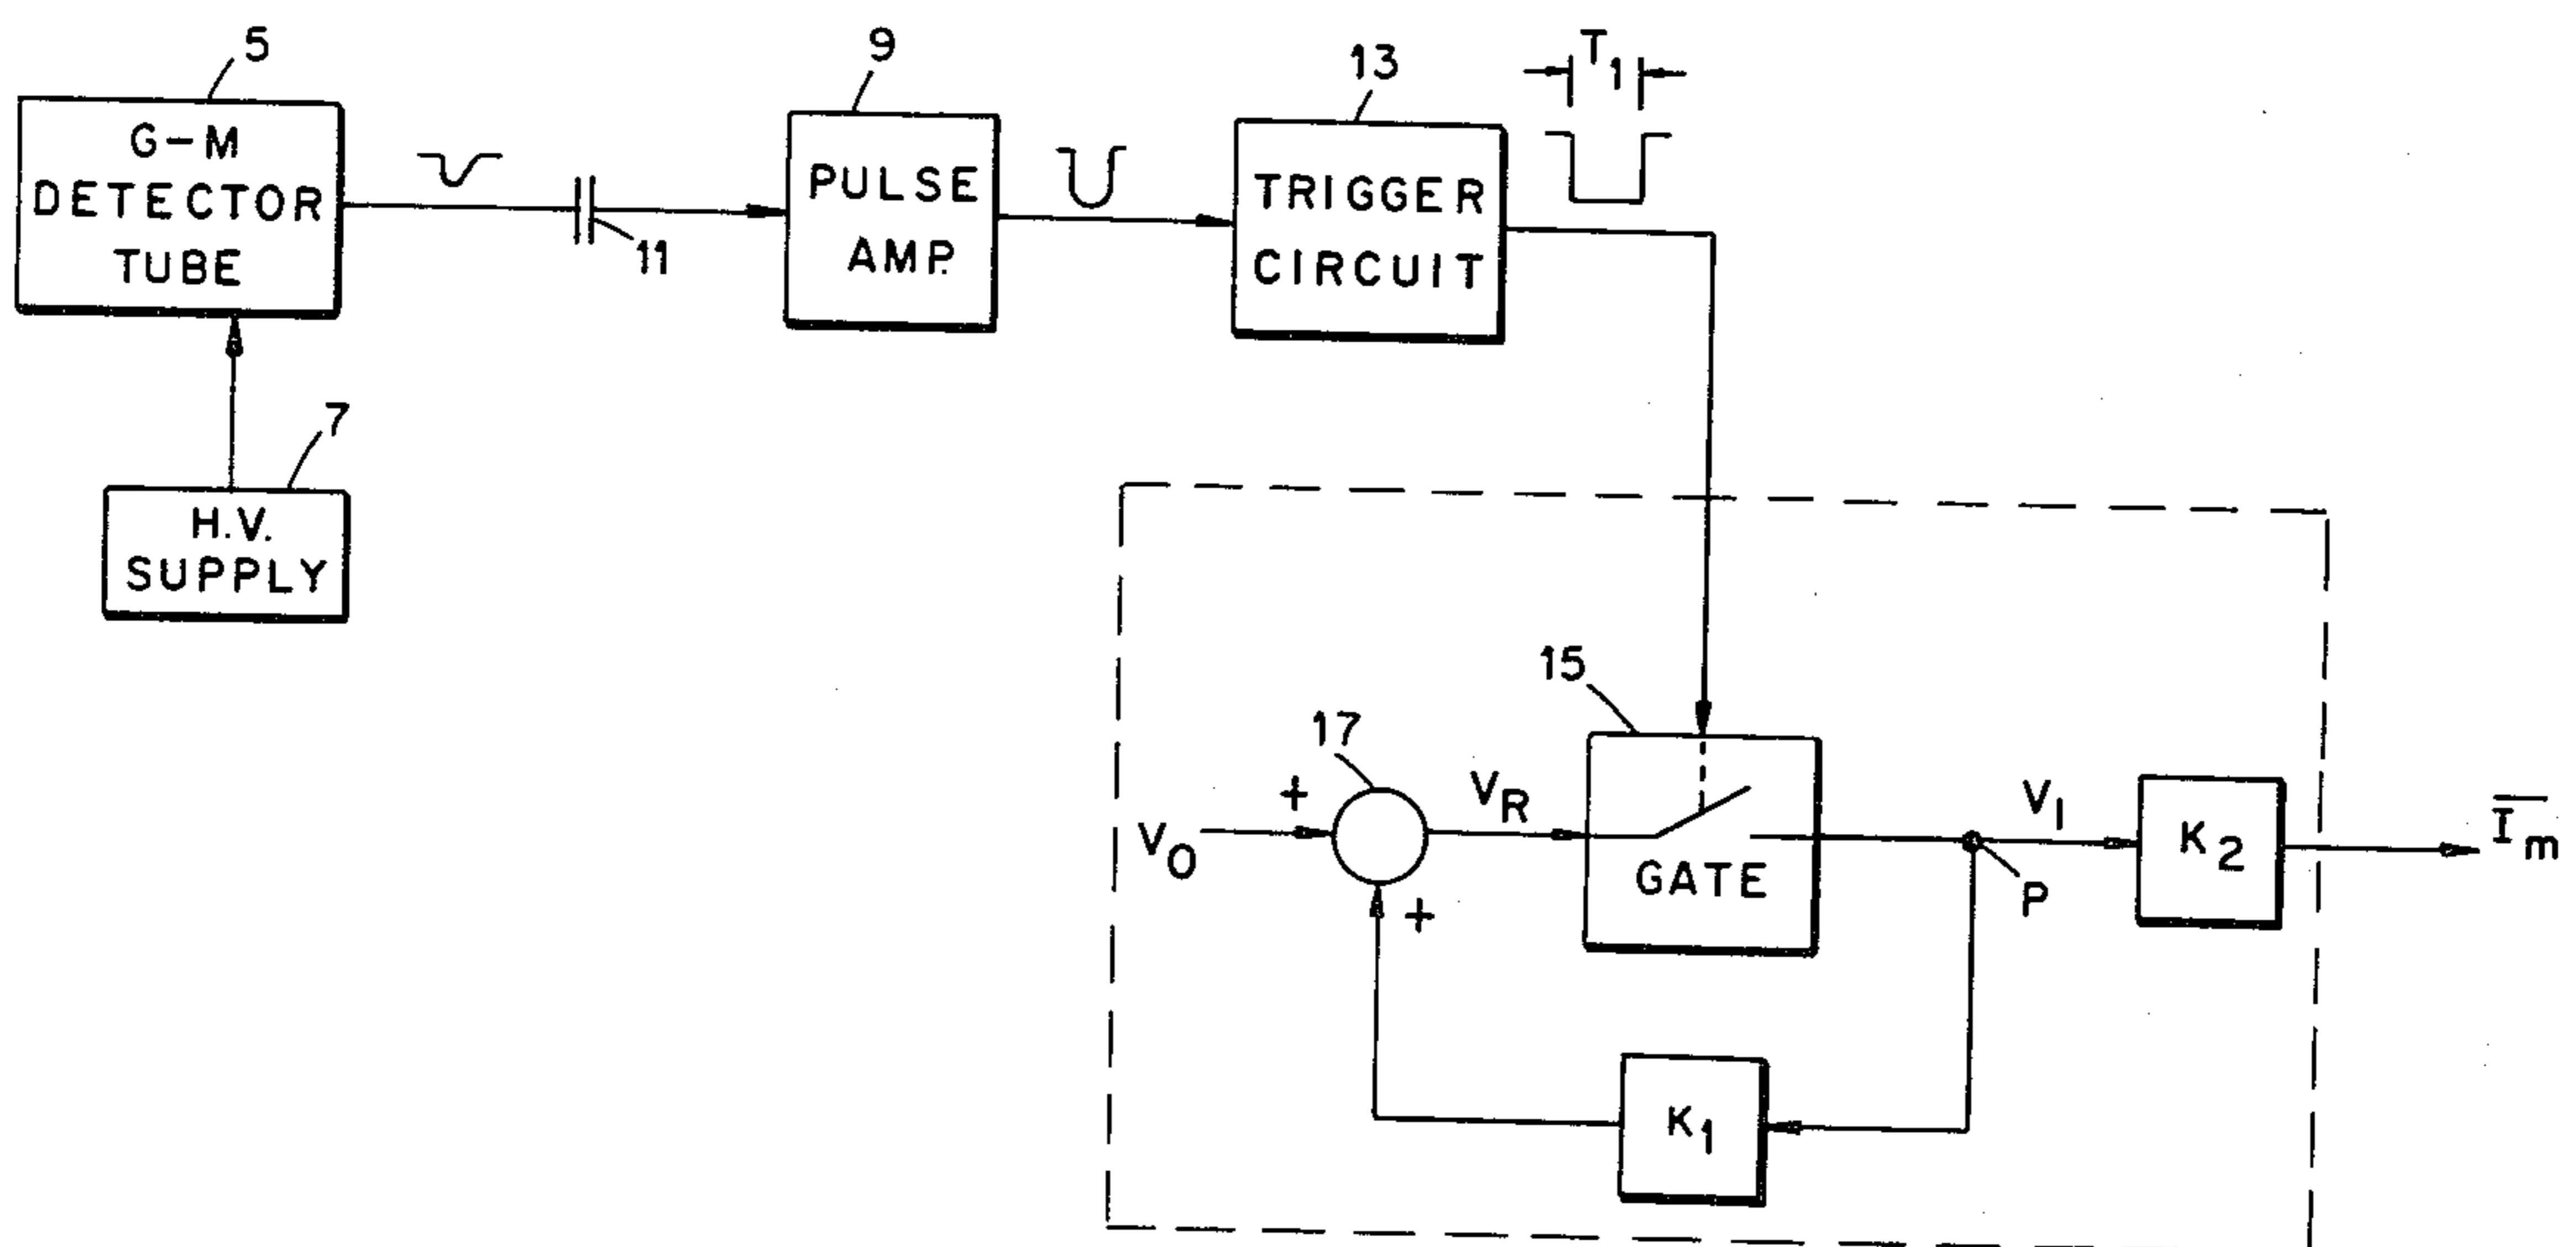 5
G-M
DETECTOR
TUBE
11
9
PULSE
AMP.
13
TRIGGER
CIRCUIT
T1
7
H.V.
SUPPLY
15
GATE
17
+
+
VO
VR
VI
P
K2
Im
K1